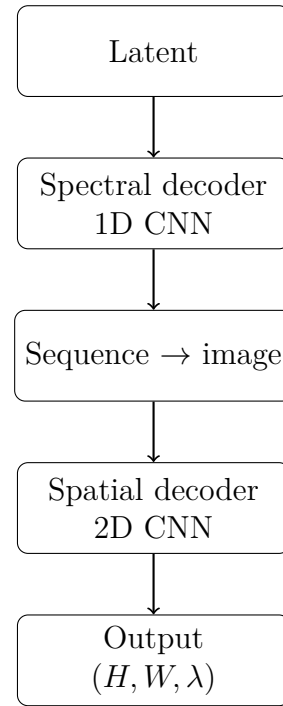 Latent
Spectral decoder
1D CNN
Sequence → image
Spatial decoder
2D CNN
Output
(H, W, λ)